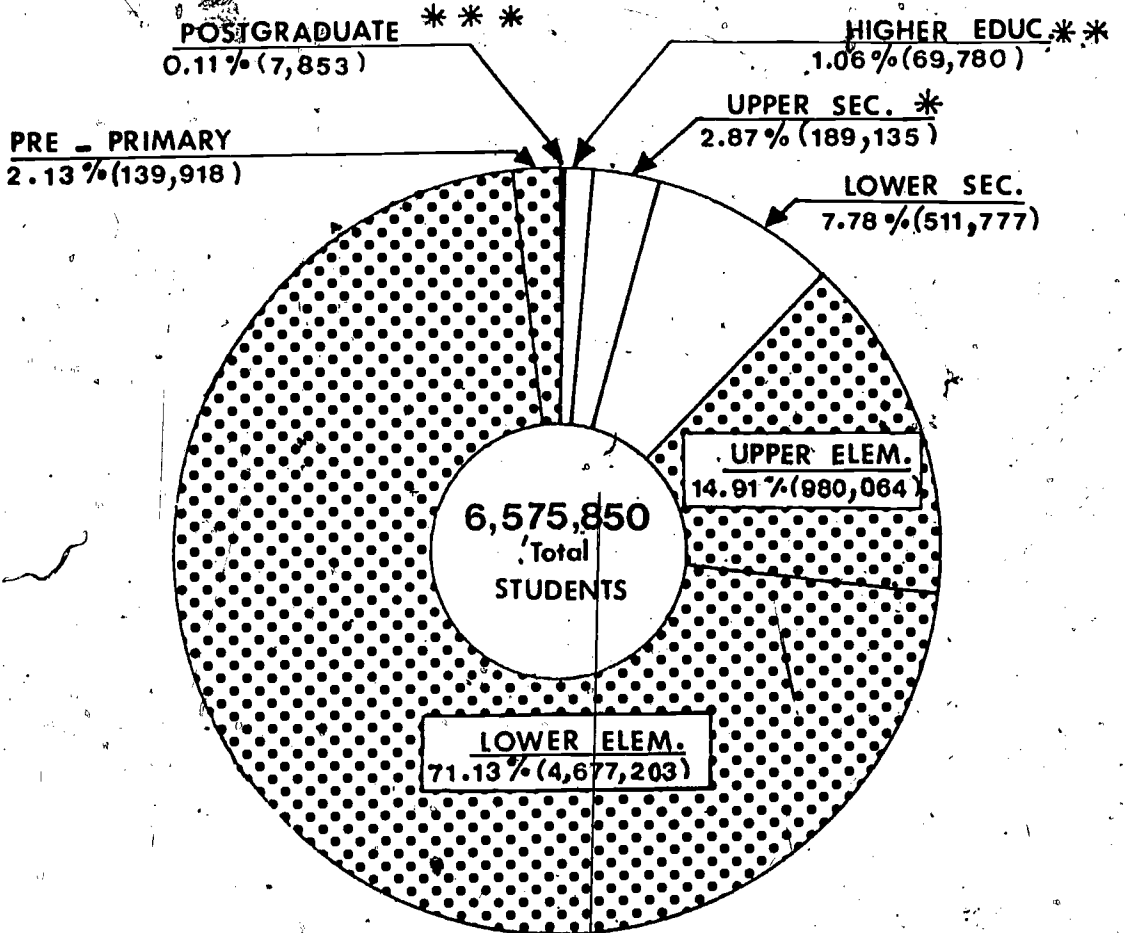 POSTGRADUATE ***
0.11%(7,853)
HIGHER EDUC.**
1.06%(69,780)
UPPER SEC. *
2.87%(189,135)
PRE - PRIMARY
2.13%(139,918)
LOWER SEC.
7.78%(511,777)
UPPER ELEM.
14.91%(980,064)
6,575,850
Total
STUDENTS
LOWER ELEM.
71.13%(4,677,203)